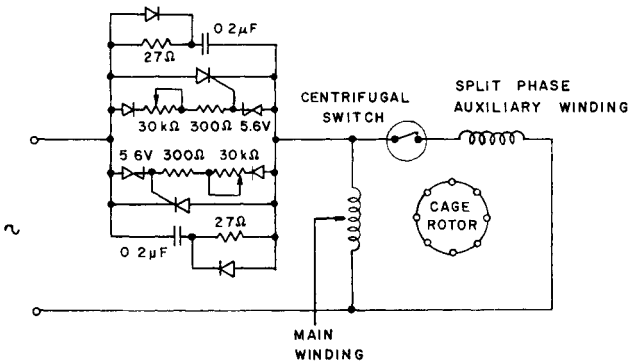 0 2μF
27Ω
30kΩ 300Ω 5.6V
5 6V 300Ω 30kΩ
27Ω
0 2μF
~
CENTRIFUGAL
SWITCH
SPLIT PHASE
AUXILIARY WINDING
CAGE
ROTOR
MAIN
WINDING